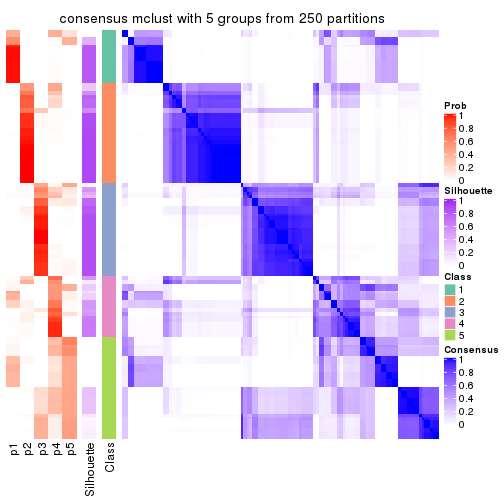 consensus mclust with 5 groups from 250 partitions
Prob
1
0.8
0.6
0.4
0.2
0
Silhouette
1
0.8
0.6
0.4
0.2
0
Class
1
2
3
4
5
Consensus
1
0.8
0.6
0.4
0.2
0
p1
p2
p3
p4
p5
Silhouette
Class